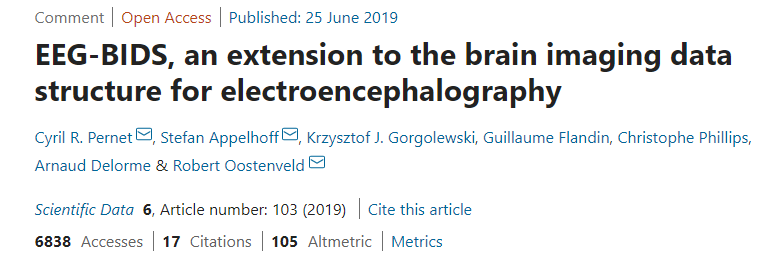 Comment | Open Access | Published: 25 June 2019
EEG-BIDS, an extension to the brain imaging data
structure for electroencephalography
Cyril R. Pernet, Stefan Appelhoff, Krzysztof J. Gorgolewski, Guillaume Flandin, Christophe Phillips,
Arnaud Delorme & Robert Oostenveld
Scientific Data 6, Article number: 103 (2019) | Cite this article
6838 Accesses | 17 Citations | 105 Altmetric | Metrics